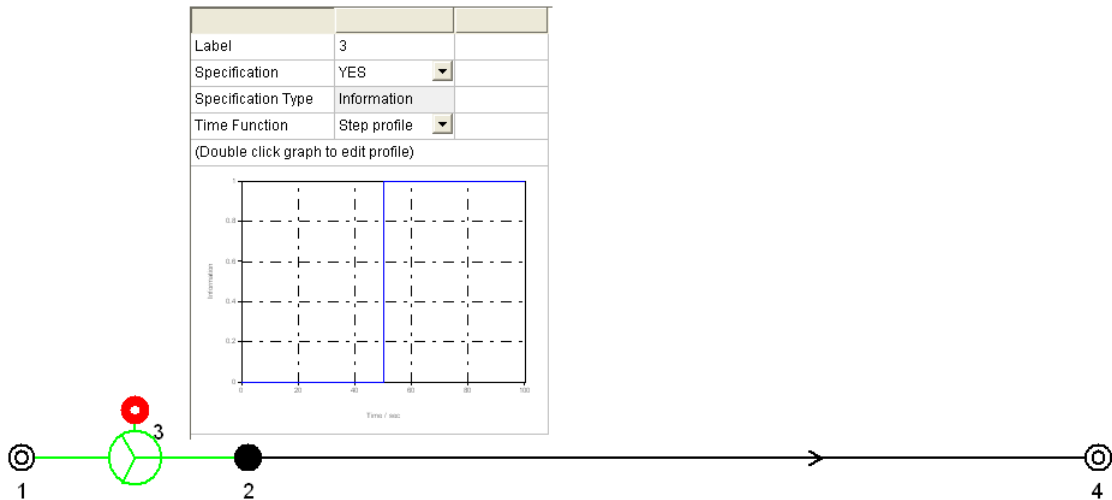 Label 3
Specification YES
Specification Type Information
Time Function Step profile
(Double click graph to edit profile)
1
0.8
0.6
0.4
0.2
0
Information
0 20 40 60 80 100
Time / sec
3
1 2 4